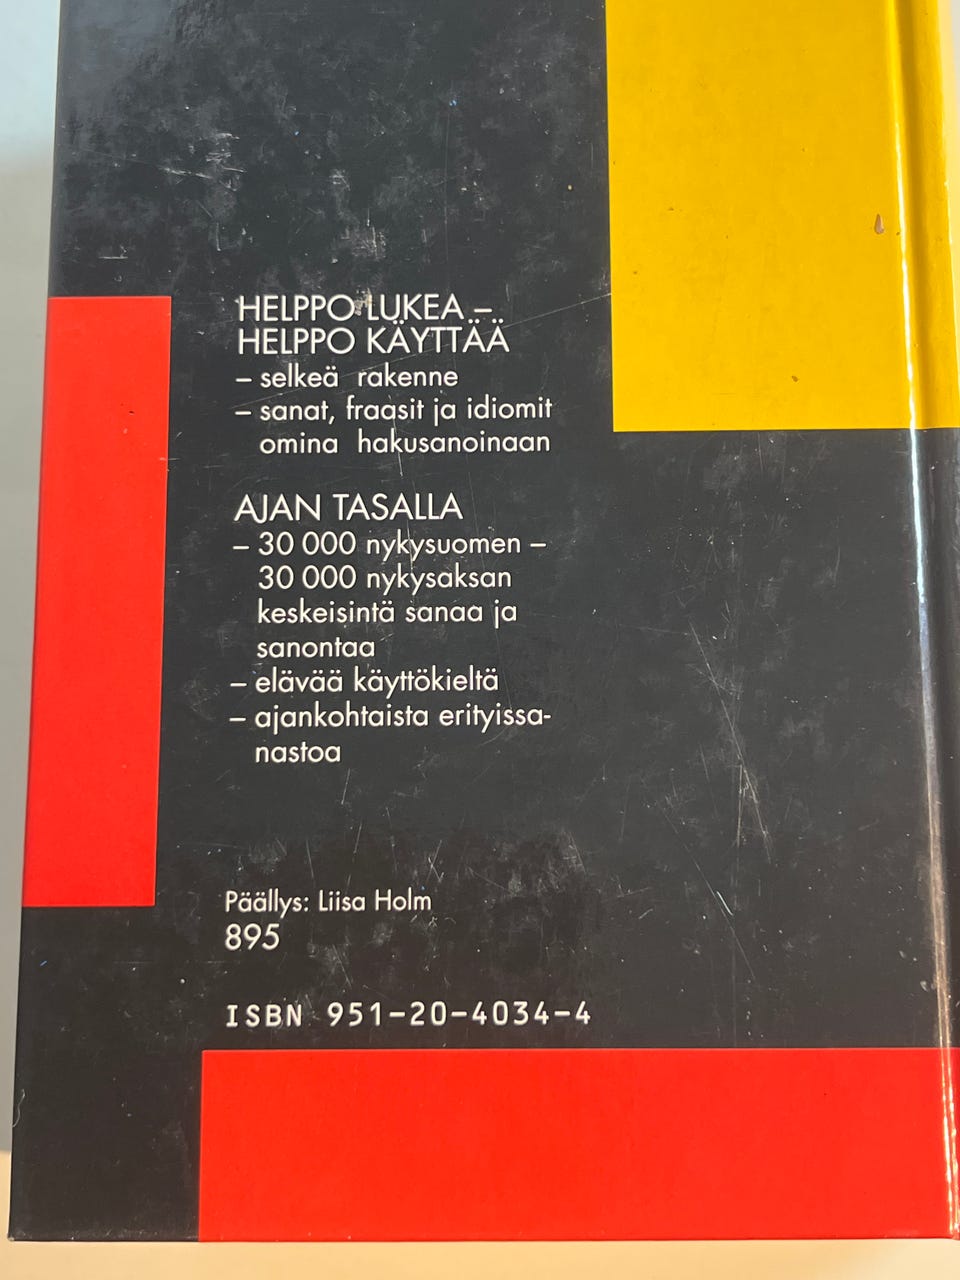 HELPPO LUKEA –
HELPPO KÄYTTÄÄ
– selkeä rakenne
– sanat, fraasit ja idiomit
omina hakusanoinaan
AJAN TASALLA
– 30 000 nykysuomen –
30 000 nykysaksan
keskeisintä sanaa ja
sanontaa
– elävää käyttökieltä
– ajankohtaista erityissa-
nastoa
Päällys: Liisa Holm
895
ISBN 951-20-4034-4